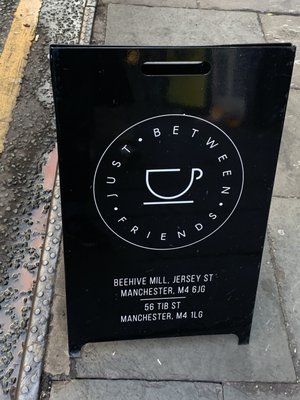 JUST • BETWEEN • FRIENDS •
BEEHIVE MILL, JERSEY ST
MANCHESTER, M4 6JG
56 TIB ST
MANCHESTER, M4 1LG